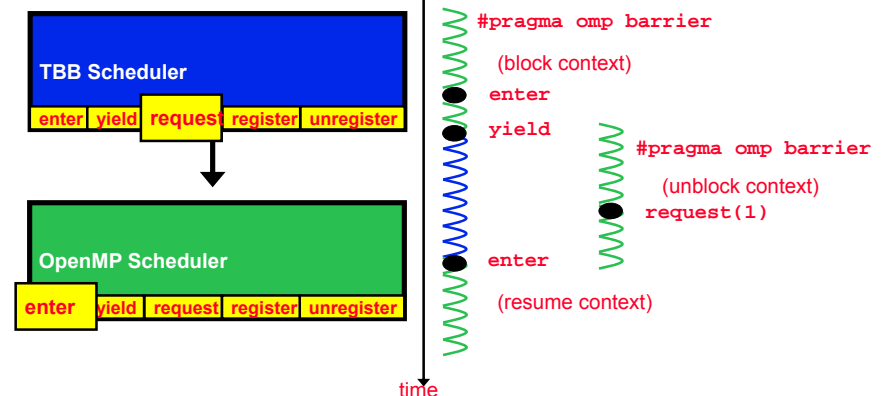 TBB Scheduler
enter yield request register unregister
OpenMP Scheduler
enter yield request register unregister
#pragma omp barrier
(block context)
enter
yield
#pragma omp barrier
(unblock context)
request(1)
enter
(resume context)
time